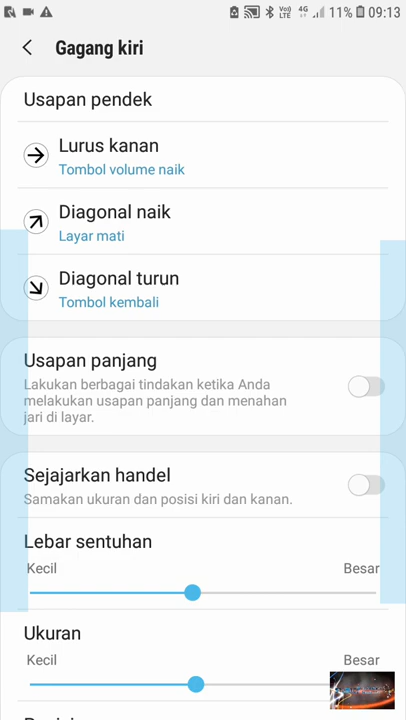 VoLTE 4G 11% 09:13
Gagang kiri
Usapan pendek
Lurus kanan
Tombol volume naik
Diagonal naik
Layar mati
Diagonal turun
Tombol kembali
Usapan panjang
Lakukan berbagai tindakan ketika Anda
melakukan usapan panjang dan menahan
jari di layar.
Sejajarkan handel
Samakan ukuran dan posisi kiri dan kanan.
Lebar sentuhan
Kecil Besar
Ukuran
Kecil Besar